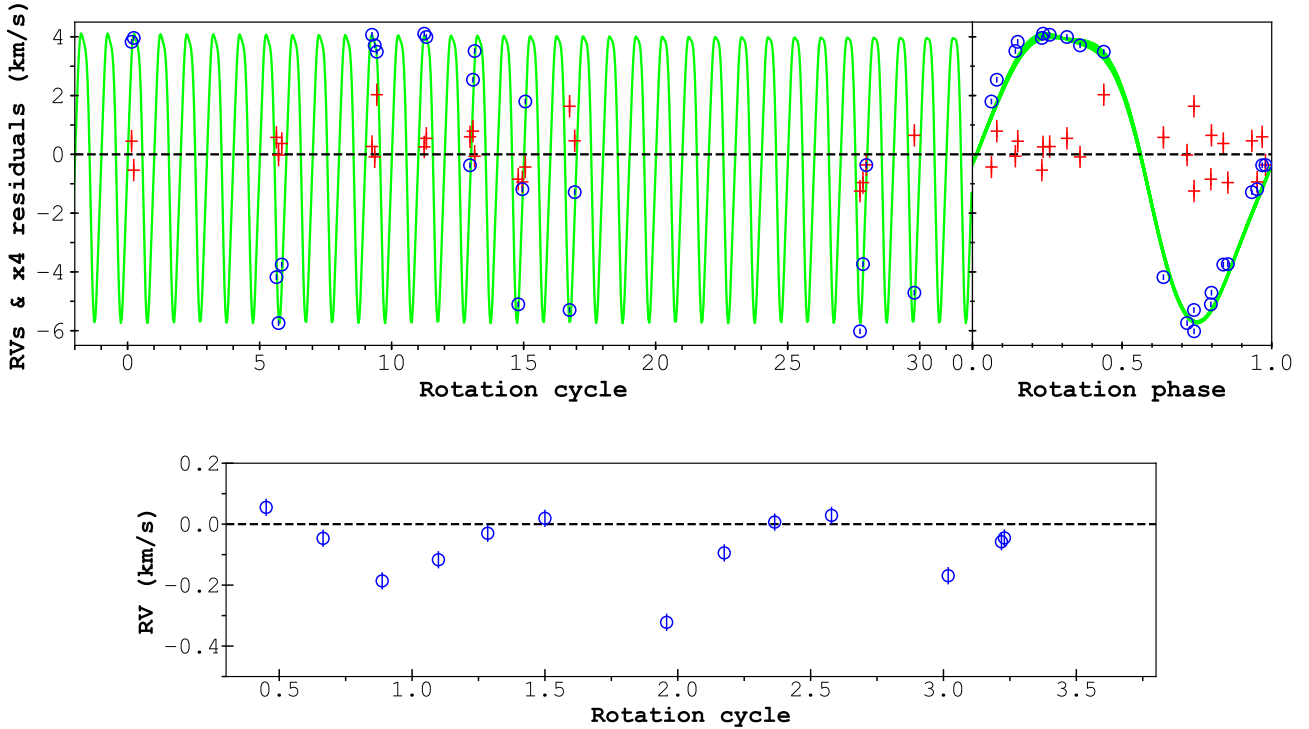 RVs & x4 residuals (km/s)
4
2
0
−2
−4
−6
0 5 10 15 20 25 30 0.0 0.5 1.0
Rotation cycle Rotation phase
RV (km/s)
0.2
0.0
−0.2
−0.4
0.5 1.0 1.5 2.0 2.5 3.0 3.5
Rotation cycle